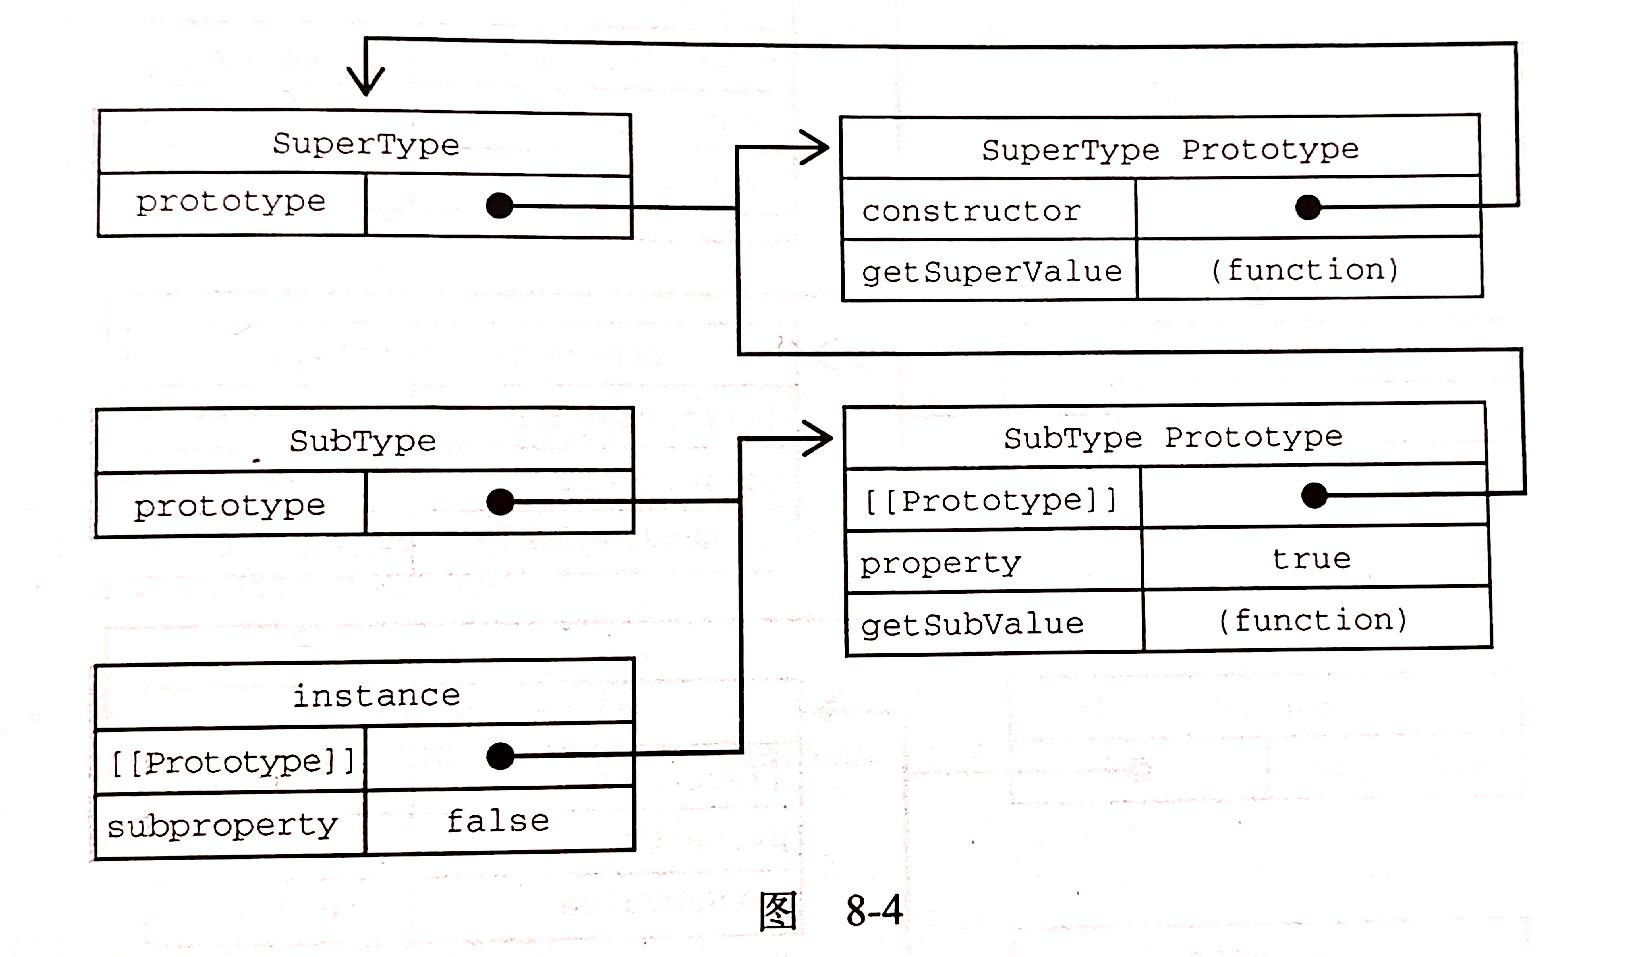 SuperType
prototype
SuperType Prototype
constructor
getSuperValue (function)
SubType
prototype
SubType Prototype
[[Prototype]]
property true
getSubValue (function)
instance
[[Prototype]]
subproperty false
图 8-4